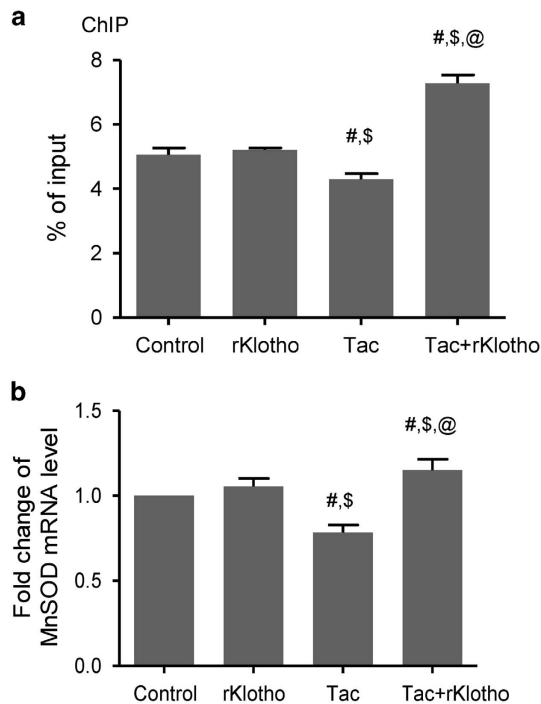 a
ChIP
% of input
8
6
4
2
0
#,$
#,$,@
Control rKlotho Tac Tac+rKlotho
b
Fold change of
MnSOD mRNA level
1.5
1.0
0.5
0.0
#,$
#,$,@
Control rKlotho Tac Tac+rKlotho